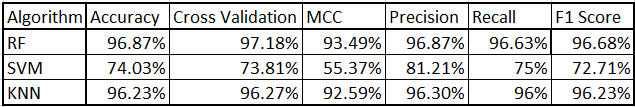 Algorithm Accuracy Cross Validation MCC Precision Recall F1 Score
RF 96.87% 97.18% 93.49% 96.87% 96.63% 96.68%
SVM 74.03% 73.81% 55.37% 81.21% 75% 72.71%
KNN 96.23% 96.27% 92.59% 96.30% 96% 96.23%